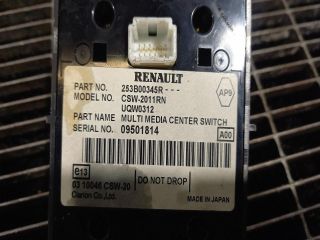 RENAULT
PART NO. 253B00345R---
MODEL NO. CSW-2011RN
UQW0312
PART NAME MULTI MEDIA CENTER SWITCH
SERIAL NO. 09501814
AP9
A00
e13
03 10046 CSW-20
DO NOT DROP
Clarion Co.,Ltd.
MADE IN JAPAN